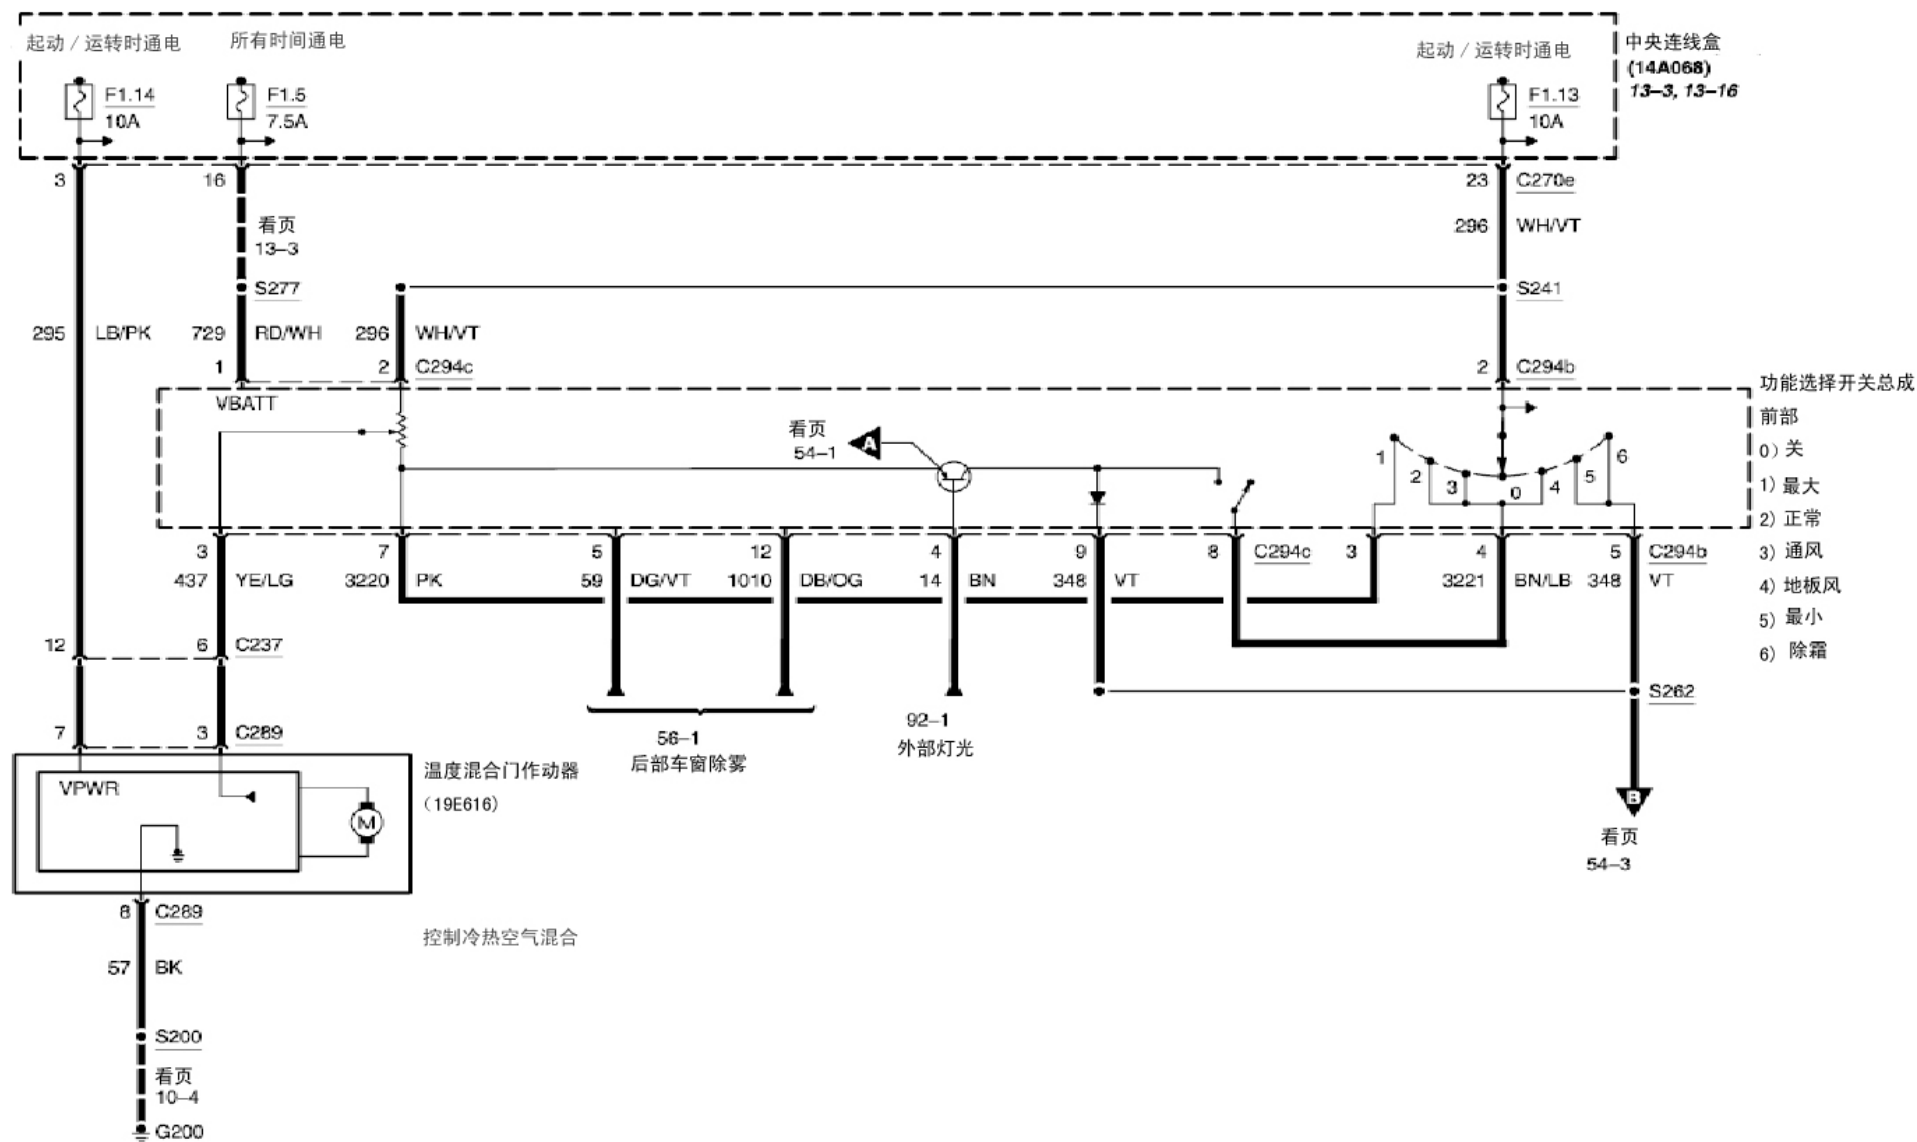 起动 / 运转时通电
所有时间通电
起动 / 运转时通电
中央连线盒
(14A068)
13–3, 13–16
F1.14
10A
F1.5
7.5A
F1.13
10A
3
16
23
C270e
看页
13–3
296
WH/VT
S277
S241
295
LB/PK
729
RD/WH
296
WH/VT
1
2
C294c
2
C294b
VBATT
看页
54–1
A
1
2
3
0
4
5
6
功能选择开关总成
前部
0) 关
1) 最大
2) 正常
3) 通风
4) 地板风
5) 最小
6) 除霜
3
7
5
12
4
9
8
C294c
3
4
5
C294b
437
YE/LG
3220
PK
59
DG/VT
1010
DB/OG
14
BN
348
VT
3221
BN/LB
348
VT
12
6
C237
S262
7
3
C289
56–1
后部车窗除雾
92–1
外部灯光
VPWR
M
温度混合门作动器
(19E616)
B
看页
54–3
8
C289
控制冷热空气混合
57
BK
S200
看页
10–4
G200